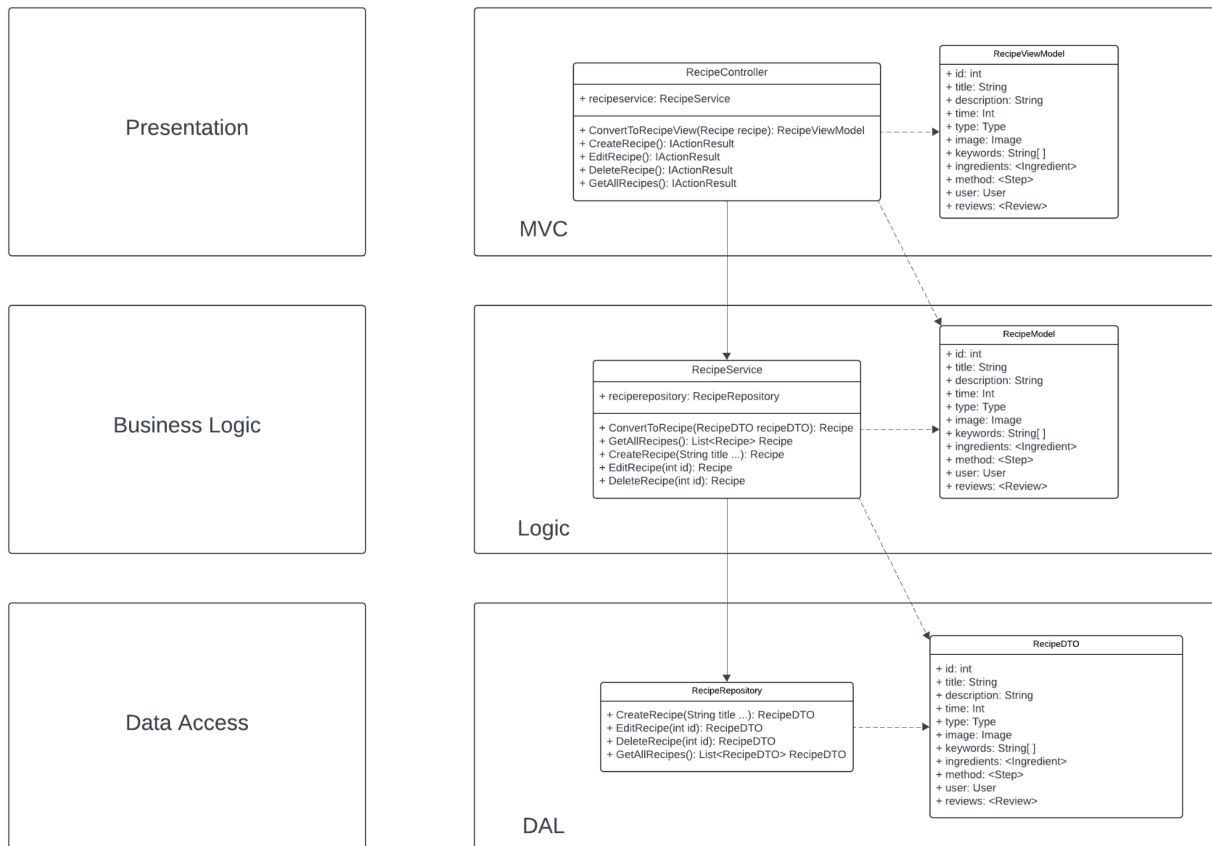 Presentation
RecipeController
+ recipeservice: RecipeService
+ ConvertToRecipeView(Recipe recipe): RecipeViewModel
+ CreateRecipe(): IActionResult
+ EditRecipe(): IActionResult
+ DeleteRecipe(): IActionResult
+ GetAllRecipes(): IActionResult
RecipeViewModel
+ id: int
+ title: String
+ description: String
+ time: Int
+ type: Type
+ image: Image
+ keywords: String[ ]
+ ingredients: <Ingredient>
+ method: <Step>
+ user: User
+ reviews: <Review>
MVC
Business Logic
RecipeService
+ reciperepository: RecipeRepository
+ ConvertToRecipe(RecipeDTO recipeDTO): Recipe
+ GetAllRecipes(): List<Recipe> Recipe
+ CreateRecipe(String title ...): Recipe
+ EditRecipe(int id): Recipe
+ DeleteRecipe(int id): Recipe
RecipeModel
+ id: int
+ title: String
+ description: String
+ time: Int
+ type: Type
+ image: Image
+ keywords: String[ ]
+ ingredients: <Ingredient>
+ method: <Step>
+ user: User
+ reviews: <Review>
Logic
Data Access
RecipeRepository
+ CreateRecipe(String title ...): RecipeDTO
+ EditRecipe(int id): RecipeDTO
+ DeleteRecipe(int id): RecipeDTO
+ GetAllRecipes(): List<RecipeDTO> RecipeDTO
RecipeDTO
+ id: int
+ title: String
+ description: String
+ time: Int
+ type: Type
+ image: Image
+ keywords: String[ ]
+ ingredients: <Ingredient>
+ method: <Step>
+ user: User
+ reviews: <Review>
DAL